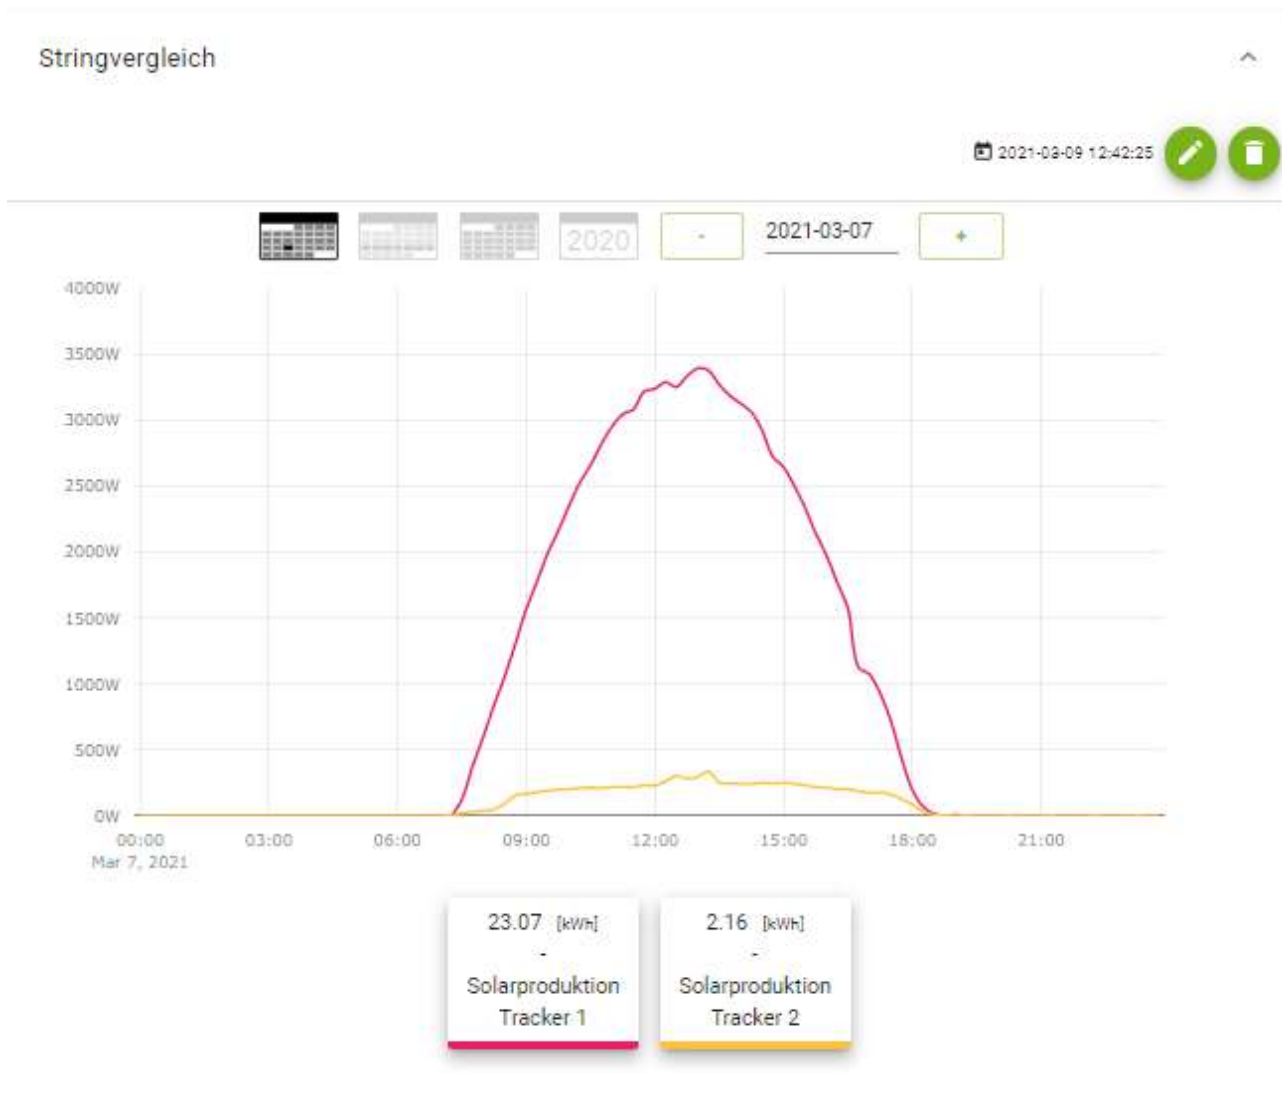 Stringvergleich
2021-03-09 12:42:25
2020
-
2021-03-07
+
4000W
3500W
3000W
2500W
2000W
1500W
1000W
500W
0W
00:00 03:00 06:00 09:00 12:00 15:00 18:00 21:00
Mar 7, 2021
23.07 [kWh]
-
Solarproduktion
Tracker 1
2.16 [kWh]
-
Solarproduktion
Tracker 2